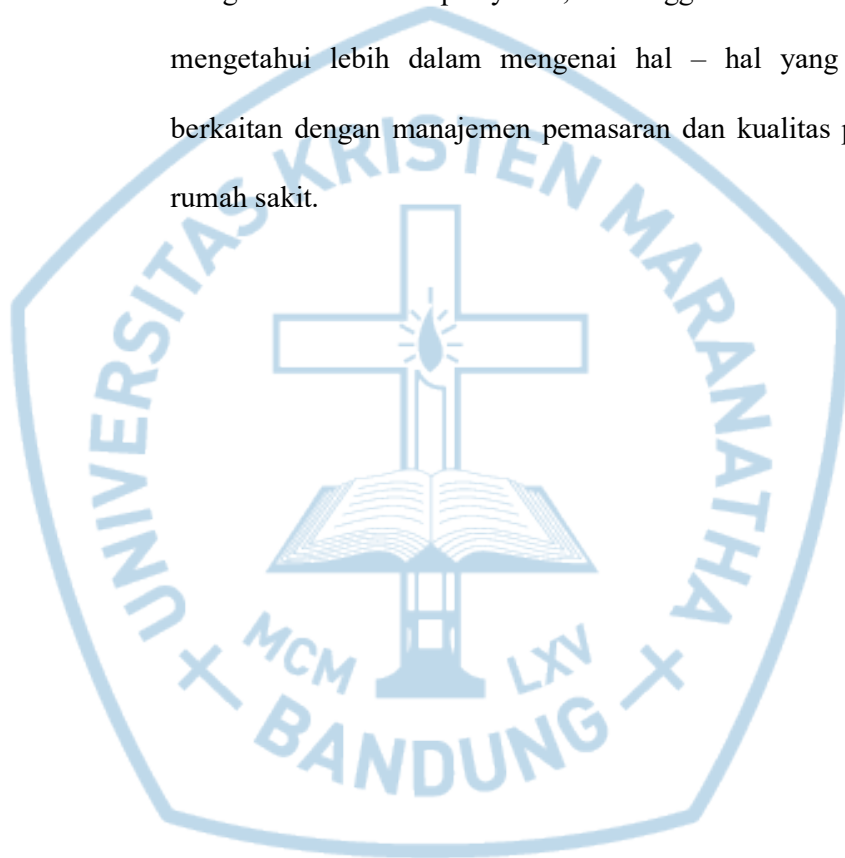 mengetahui lebih dalam mengenai hal – hal yang
berkaitan dengan manajemen pemasaran dan kualitas
rumah sakit.
UNIVERSITAS KRISTEN MARANATHA
MCM LXV
BANDUNG